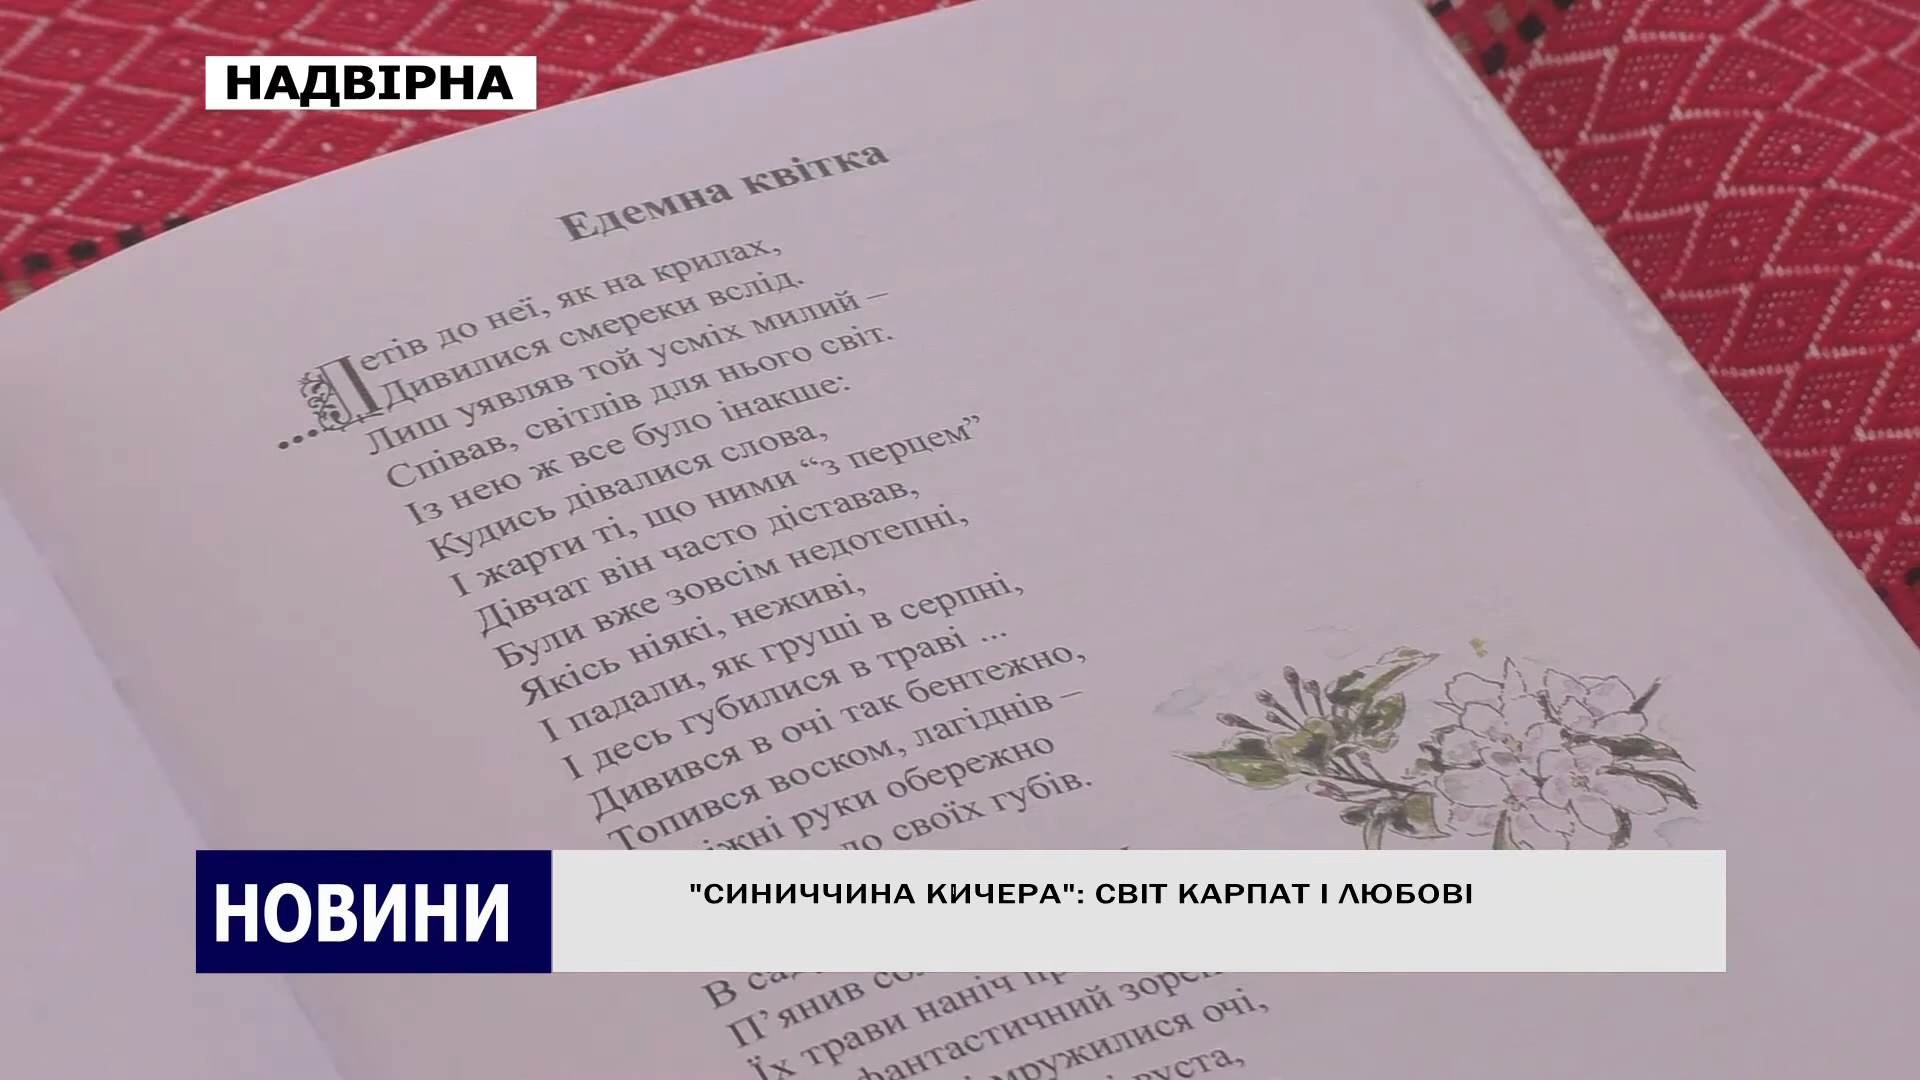 НАДВІРНА
Едемна квітка
...Летів до неї, як на крилах,
Дивилися смереки вслід.
Лиш уявляв той усміх милий –
Співав, світлів для нього світ.
Із нею ж все було інакше:
Кудись дівалися слова,
І жарти ті, що ними “з перцем”
Дівчат він часто діставав,
Були вже зовсім недотепні,
Якісь ніякі, неживі,
І падали, як груші в серпні,
І десь губилися в траві ...
Дивився в очі так бентежно,
Топився воском, лагіднів –
руки обережно
до своїх губів.
НОВИНИ
"СИНИЧЧИНА КИЧЕРА": СВІТ КАРПАТ І ЛЮБОВІ
В
П’янив
Їх трави наніч
фантастичний
мружилися очі,
вуста,